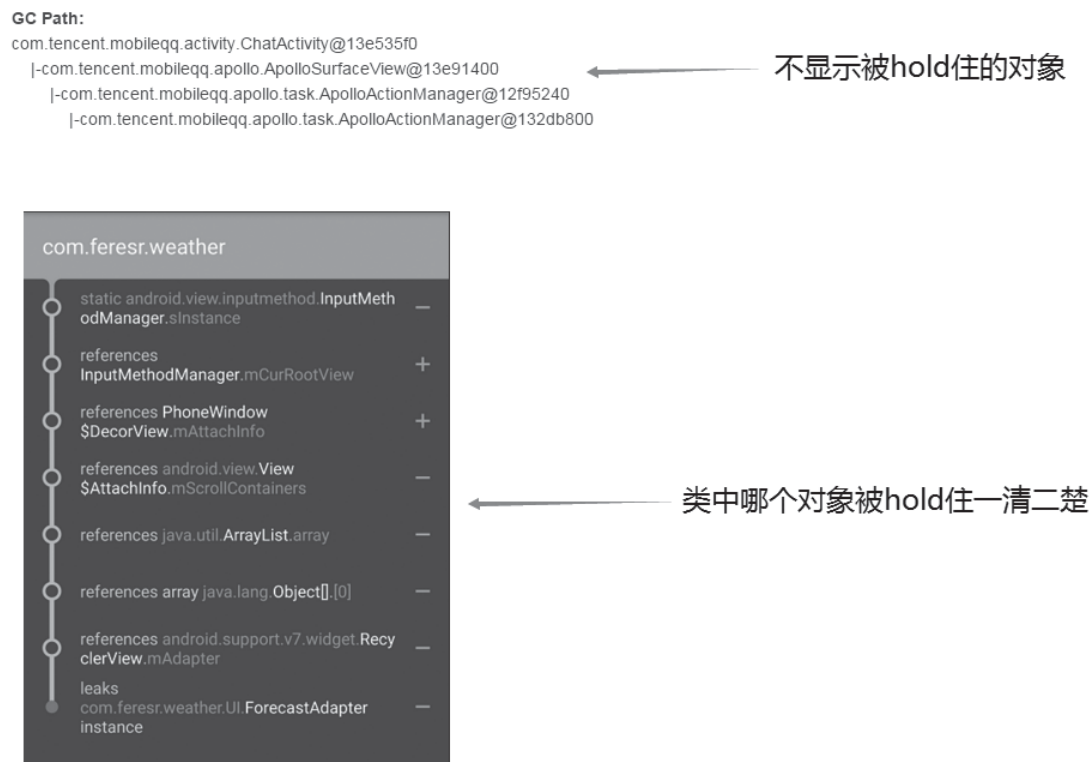 GC Path:
com.tencent.mobileqq.activity.ChatActivity@13e535f0
|-com.tencent.mobileqq.apollo.ApolloSurfaceView@13e91400
|-com.tencent.mobileqq.apollo.task.ApolloActionManager@12f95240
|-com.tencent.mobileqq.apollo.task.ApolloActionManager@132db800
不显示被hold住的对象
com.feresr.weather
static android.view.inputmethod.InputMeth
odManager.sInstance
references
InputMethodManager.mCurRootView
references PhoneWindow
$DecorView.mAttachInfo
references android.view.View
$AttachInfo.mScrollContainers
references java.util.ArrayList.array
references array java.lang.Object[].[0]
references android.support.v7.widget.Recy
clerView.mAdapter
leaks
com.feresr.weather.UI.ForecastAdapter
instance
类中哪个对象被hold住一清二楚